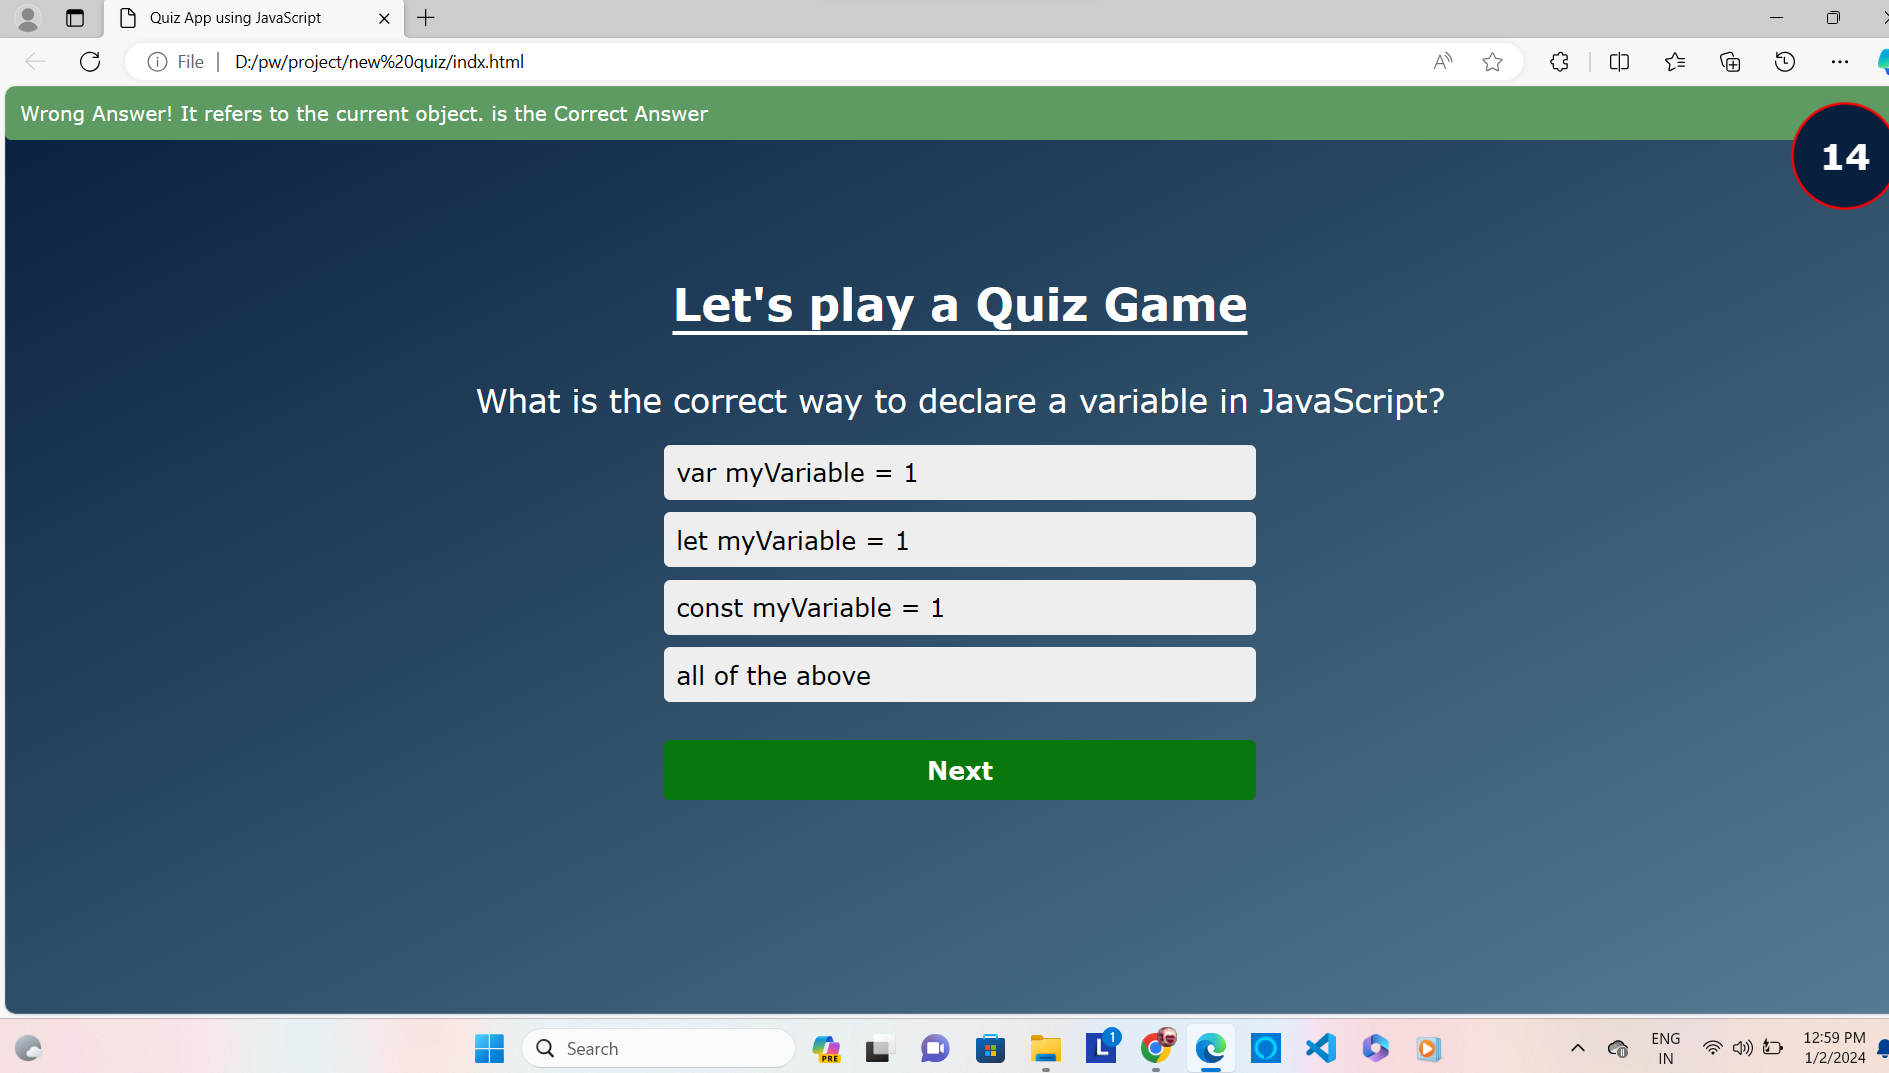 Quiz App using JavaScript
File
D:/pw/project/new%20quiz/indx.html
Wrong Answer! It refers to the current object. is the Correct Answer
14
Let's play a Quiz Game
What is the correct way to declare a variable in JavaScript?
var myVariable = 1
let myVariable = 1
const myVariable = 1
all of the above
Next
Search
PRE
L
1
ENG
IN
12:59 PM
1/2/2024